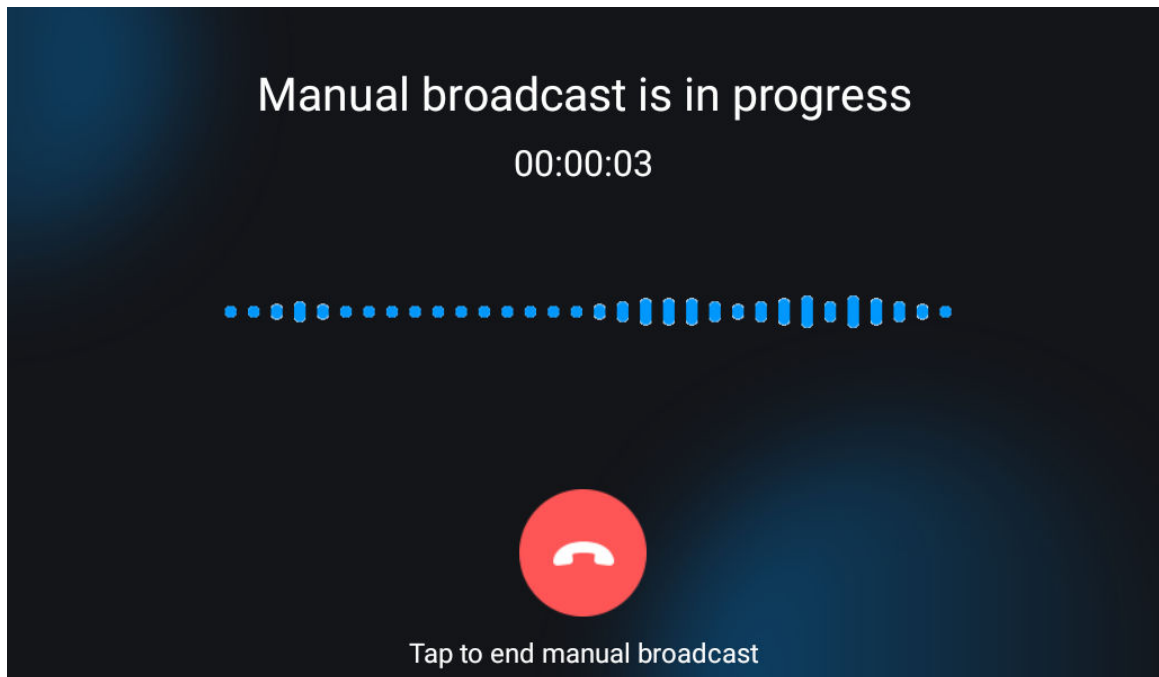 Manual broadcast is in progress
00:00:03
Tap to end manual broadcast